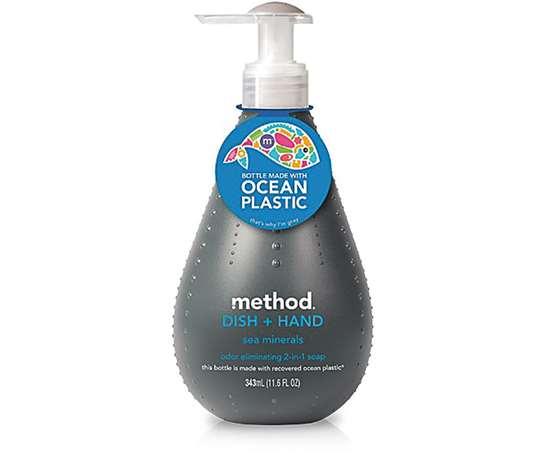 m
BOTTLE MADE WITH
OCEAN
PLASTIC
that's why i'm gray
method.
DISH + HAND
sea minerals
odor eliminating 2-in-1 soap
this bottle is made with recovered ocean plastic*
343mL (11.6 FL OZ)